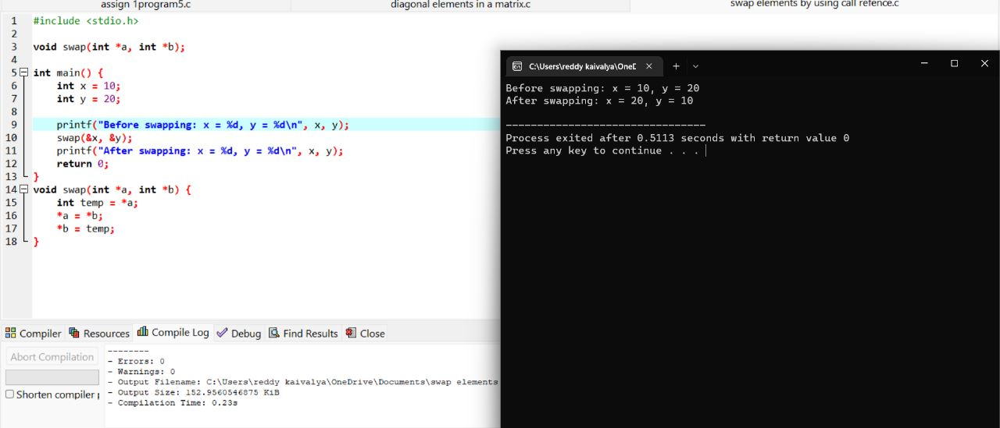 assign 1program5.c
diagonal elements in a matrix.c
swap elements by using call refence.c
1 #include <stdio.h>
2
3 void swap(int *a, int *b);
4
5 int main() {
6 int x = 10;
7 int y = 20;
8
9 printf("Before swapping: x = %d, y = %d\n", x, y);
10 swap(&x, &y);
11 printf("After swapping: x = %d, y = %d\n", x, y);
12 return 0;
13 }
14 void swap(int *a, int *b) {
15 int temp = *a;
16 *a = *b;
17 *b = temp;
18 }
C:\Users\reddy kaivalya\OneD
Before swapping: x = 10, y = 20
After swapping: x = 20, y = 10
--------------------------------
Process exited after 0.5113 seconds with return value 0
Press any key to continue . . .
Compiler Resources Compile Log Debug Find Results Close
Abort Compilation
Shorten compiler p
--------
- Errors: 0
- Warnings: 0
- Output Filename: C:\Users\reddy kaivalya\OneDrive\Documents\swap elements
- Output Size: 152.9560546875 KiB
- Compilation Time: 0.23s